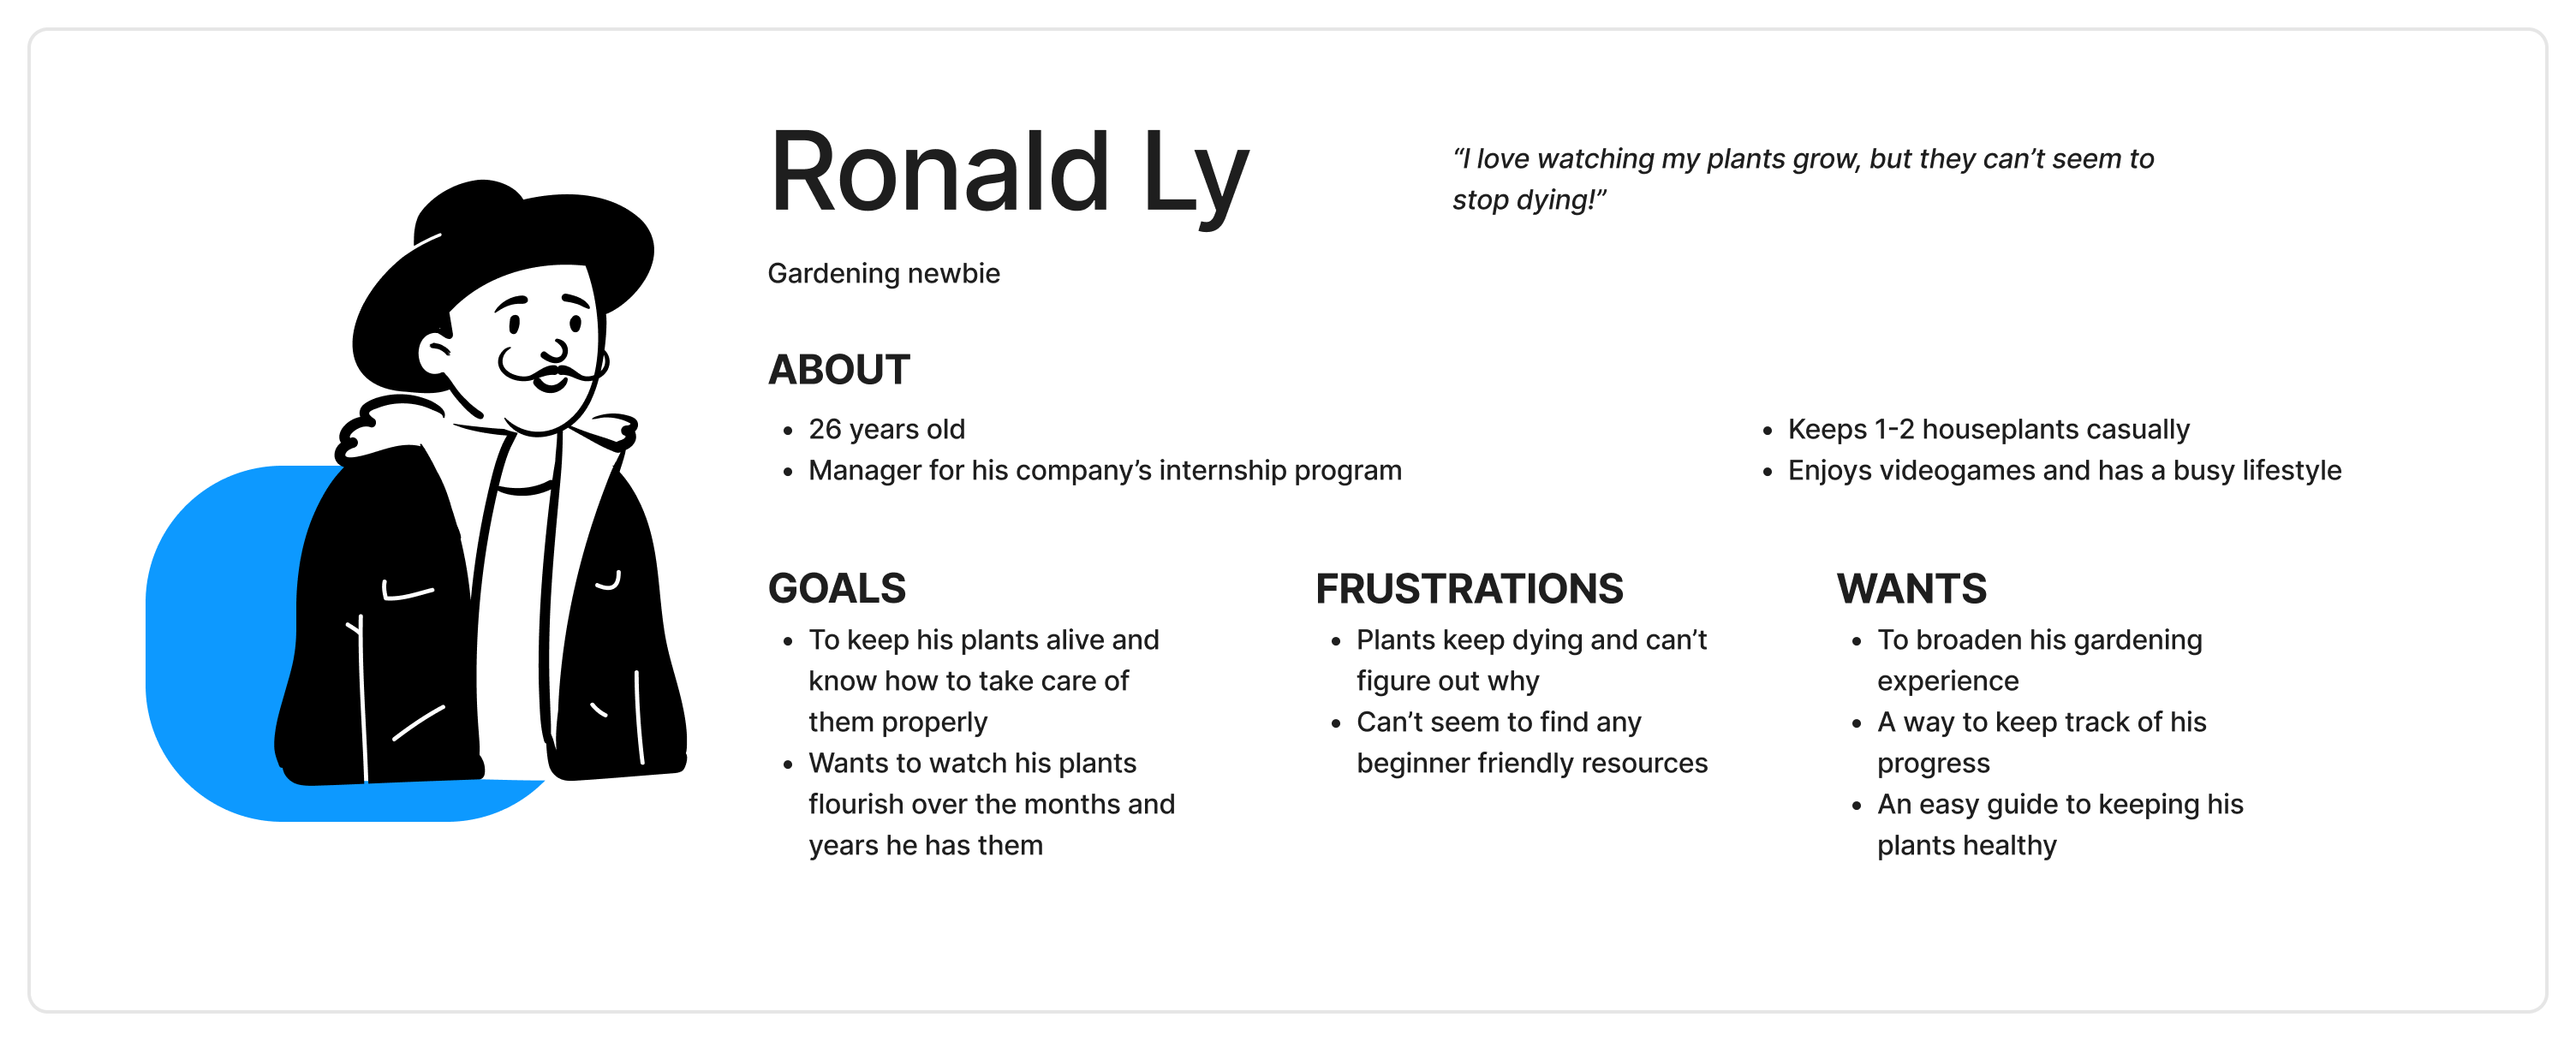 Ronald Ly
“I love watching my plants grow, but they can’t seem to
stop dying!”
Gardening newbie
ABOUT
• 26 years old
• Manager for his company’s internship program
• Keeps 1-2 houseplants casually
• Enjoys videogames and has a busy lifestyle
GOALS
• To keep his plants alive and
know how to take care of
them properly
• Wants to watch his plants
flourish over the months and
years he has them
FRUSTRATIONS
• Plants keep dying and can’t
figure out why
• Can’t seem to find any
beginner friendly resources
WANTS
• To broaden his gardening
experience
• A way to keep track of his
progress
• An easy guide to keeping his
plants healthy